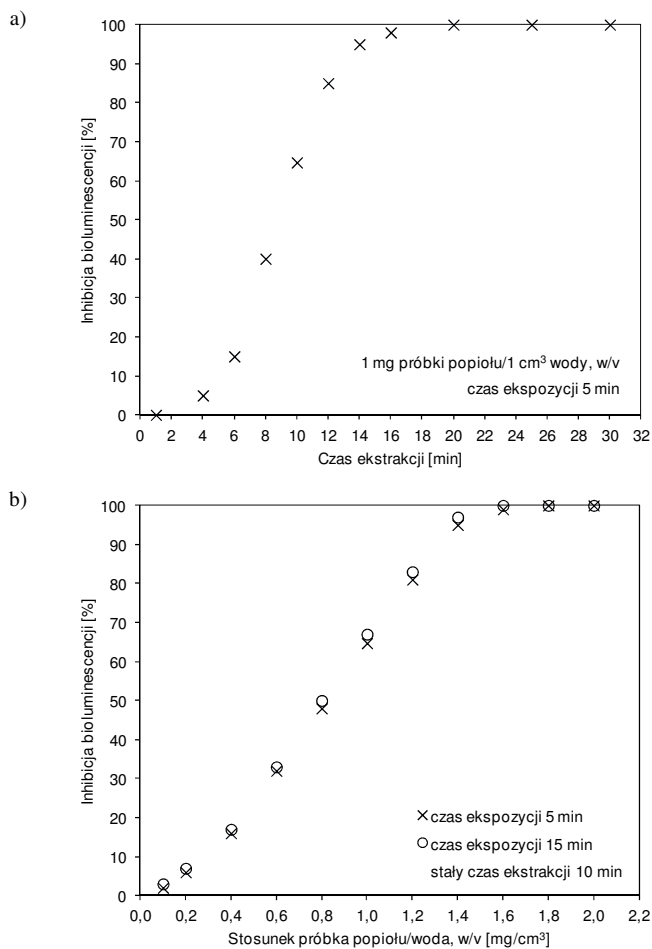 a)
100
90
80
70
60
50
40
30
20
10
0
Inhibicja bioluminescencji [%]
1 mg próbki popiołu/1 cm³ wody, w/v
czas ekspozycji 5 min
0 2 4 6 8 10 12 14 16 18 20 22 24 26 28 30 32
Czas ekstrakcji [min]
b)
100
90
80
70
60
50
40
30
20
10
0
Inhibicja bioluminescencji [%]
czas ekspozycji 5 min
czas ekspozycji 15 min
stały czas ekstrakcji 10 min
0,0 0,2 0,4 0,6 0,8 1,0 1,2 1,4 1,6 1,8 2,0 2,2
Stosunek próbka popiołu/woda, w/v [mg/cm³]